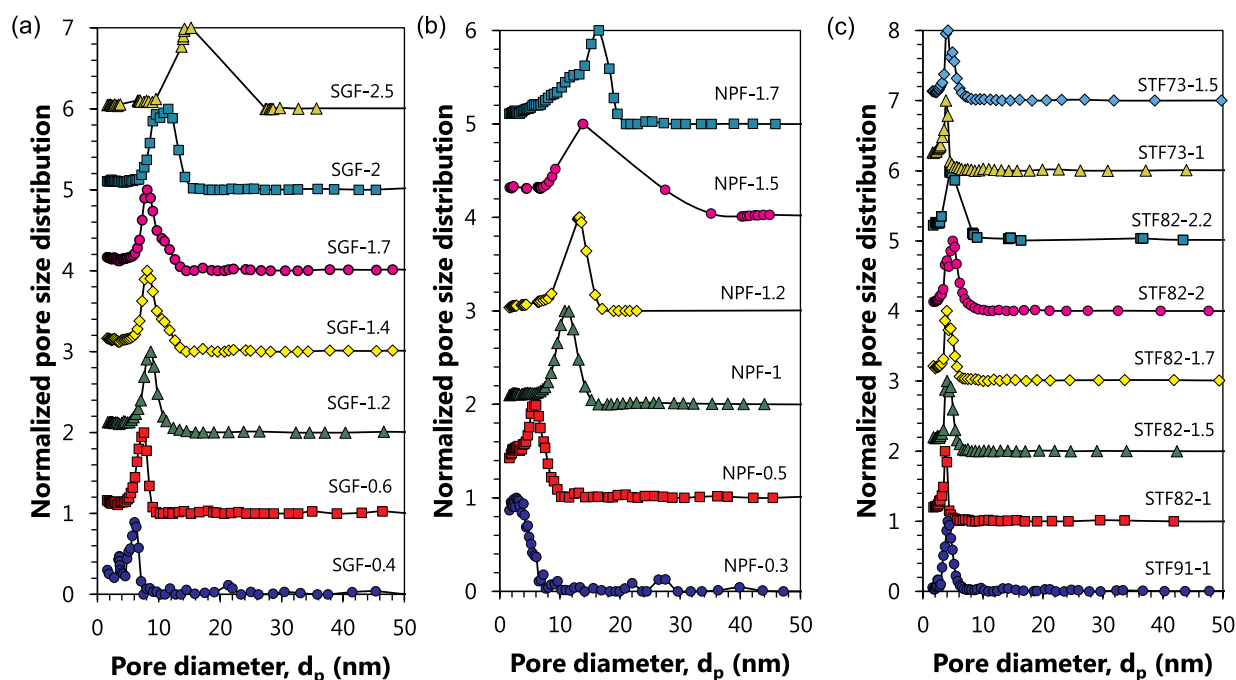 (a)
Normalized pore size distribution
7
6
5
4
3
2
1
0
SGF-2.5
SGF-2
SGF-1.7
SGF-1.4
SGF-1.2
SGF-0.6
SGF-0.4
0 10 20 30 40 50
Pore diameter, dp (nm)
(b)
Normalized pore size distribution
6
5
4
3
2
1
0
NPF-1.7
NPF-1.5
NPF-1.2
NPF-1
NPF-0.5
NPF-0.3
0 10 20 30 40 50
Pore diameter, dp (nm)
(c)
Normalized pore size distribution
8
7
6
5
4
3
2
1
0
STF73-1.5
STF73-1
STF82-2.2
STF82-2
STF82-1.7
STF82-1.5
STF82-1
STF91-1
0 10 20 30 40 50
Pore diameter, dp (nm)